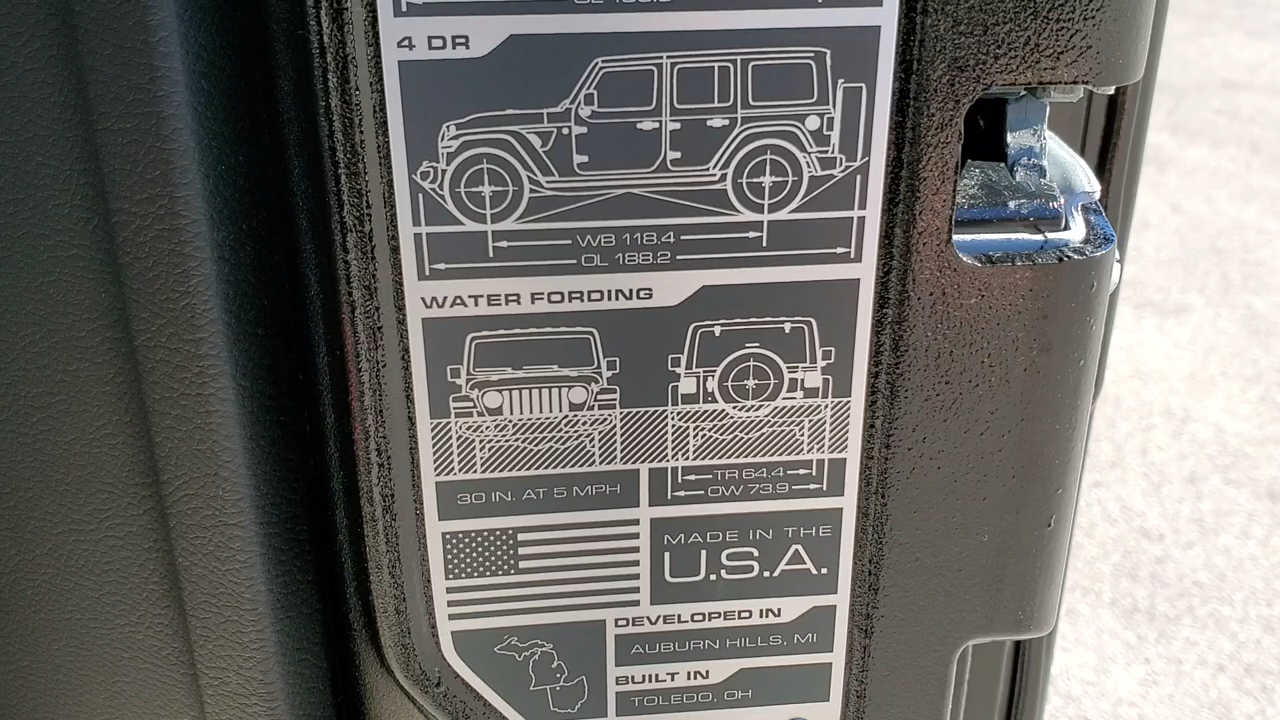 4 DR
WB 118.4
OL 188.2
WATER FORDING
30 IN. AT 5 MPH
TR 64.4
OW 73.9
MADE IN THE
U.S.A.
DEVELOPED IN
AUBURN HILLS, MI
BUILT IN
TOLEDO, OH